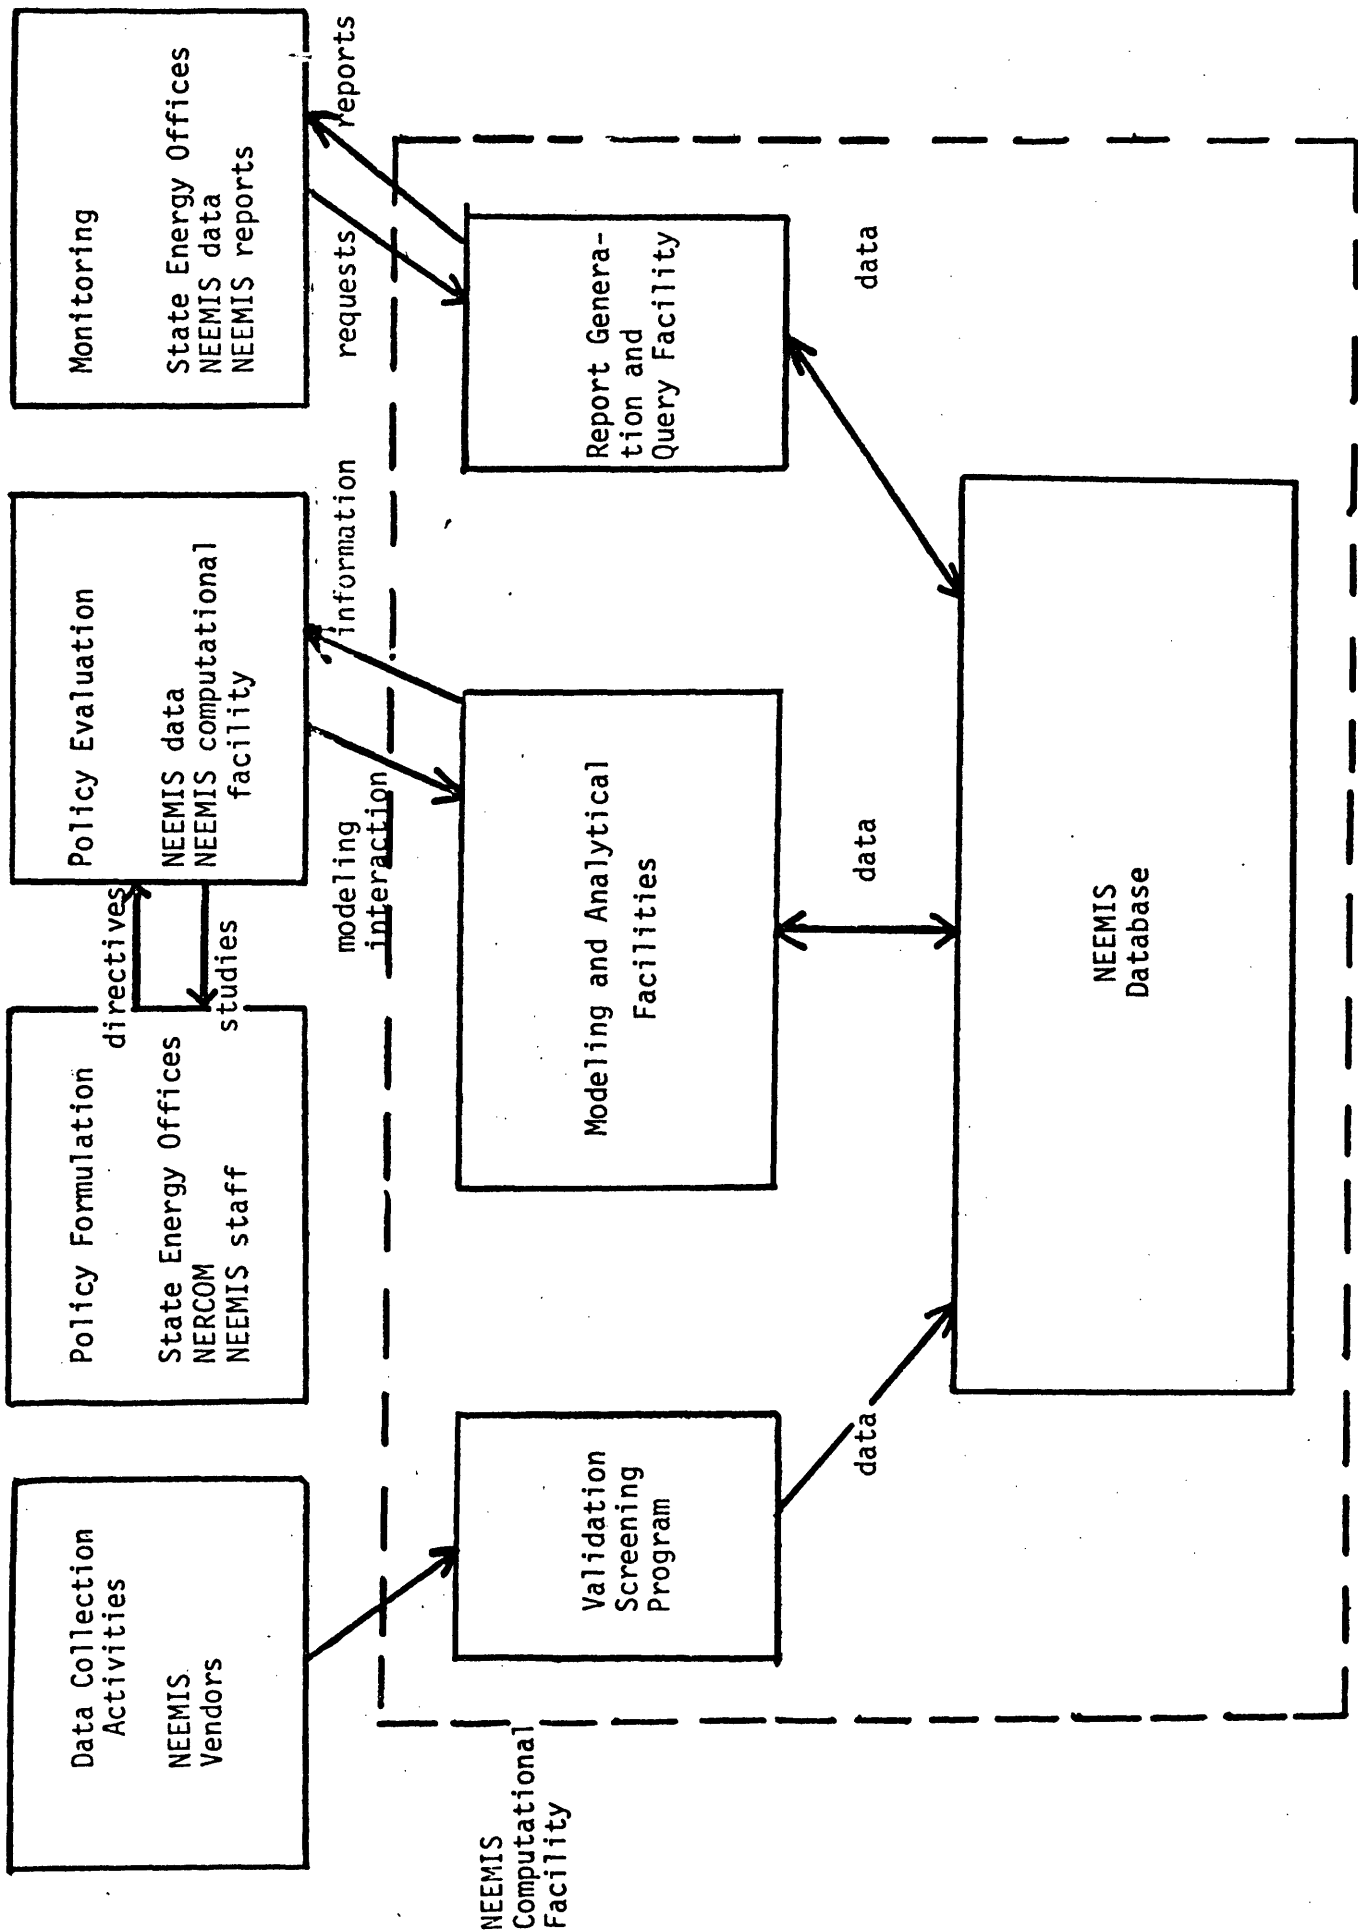 Data Collection
Activities
NEEMIS
Vendors
Policy Formulation
State Energy Offices
NERCOM
NEEMIS staff
directives
studies
Policy Evaluation
NEEMIS data
NEEMIS computational
facility
Monitoring
State Energy Offices
NEEMIS data
NEEMIS reports
modeling
interaction
information
requests
reports
NEEMIS
Computational
Facility
Validation
Screening
Program
Modeling and Analytical
Facilities
Report Genera-
tion and
Query Facility
data
data
data
NEEMIS
Database